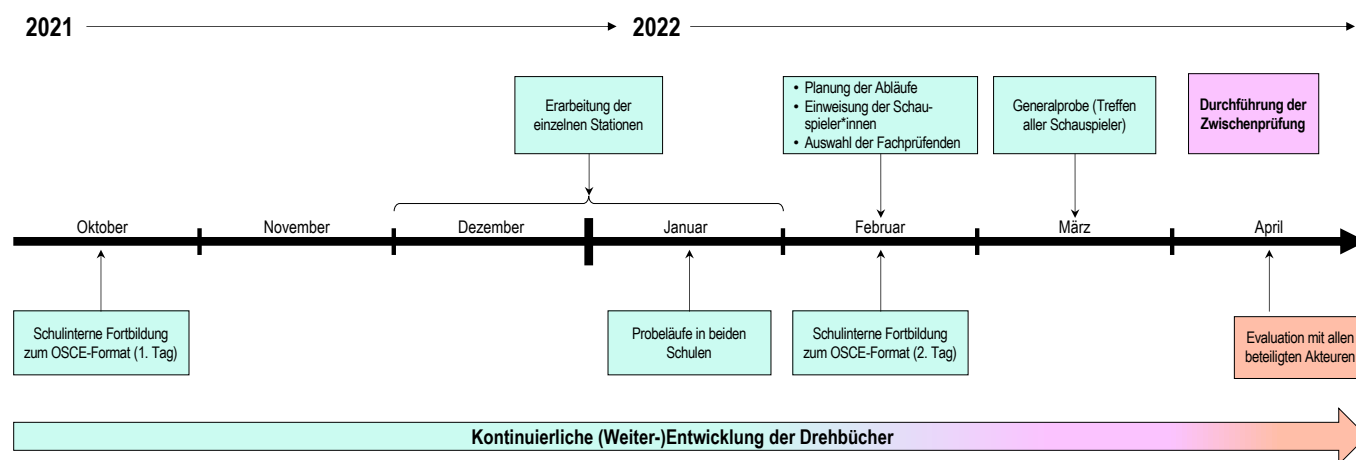 2021
2022
Erarbeitung der
einzelnen Stationen
• Planung der Abläufe
• Einweisung der Schau-
spieler*innen
• Auswahl der Fachprüfenden
Generalprobe (Treffen
aller Schauspieler)
Durchführung der
Zwischenprüfung
Oktober
November
Dezember
Januar
Februar
März
April
Schulinterne Fortbildung
zum OSCE-Format (1. Tag)
Probeläufe in beiden
Schulen
Schulinterne Fortbildung
zum OSCE-Format (2. Tag)
Evaluation mit allen
beteiligten Akteuren
Kontinuierliche (Weiter-)Entwicklung der Drehbücher